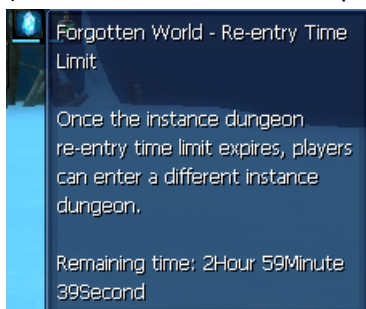 Forgotten World - Re-entry Time
Limit
Once the instance dungeon
re-entry time limit expires, players
can enter a different instance
dungeon.
Remaining time: 2Hour 59Minute
39Second